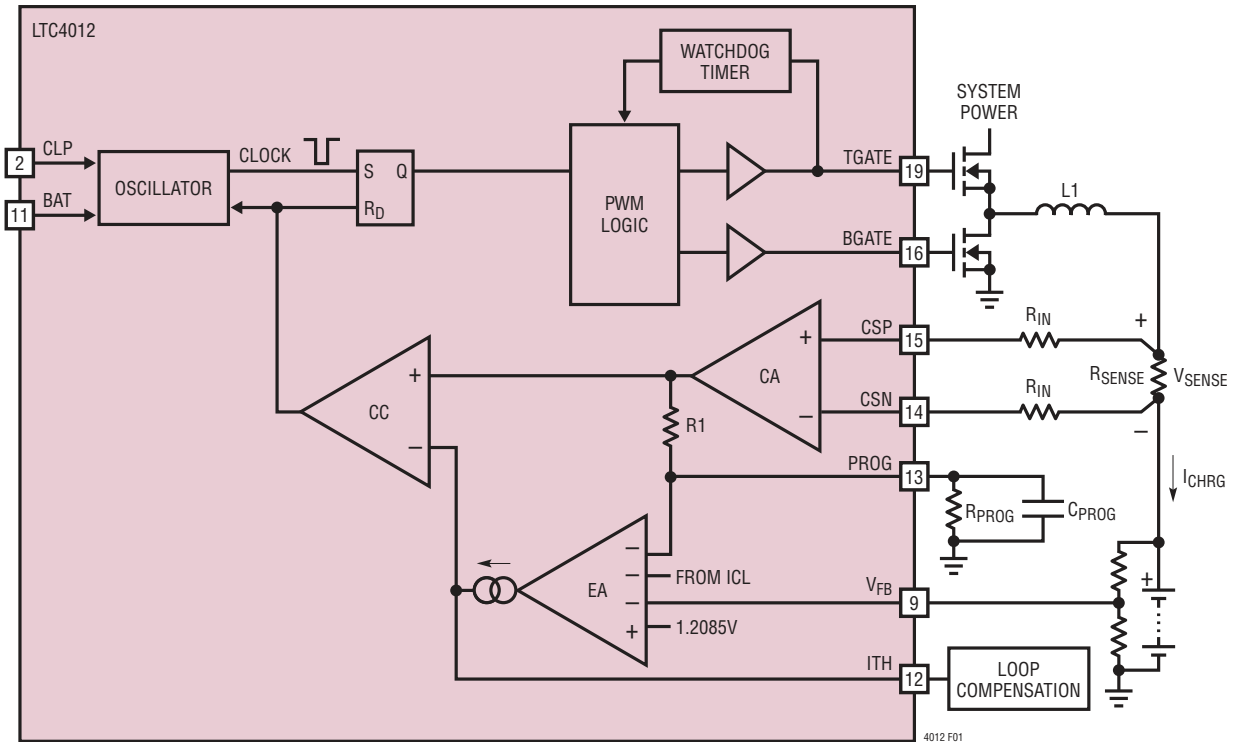 LTC4012
WATCHDOG
TIMER
SYSTEM
POWER
2
CLP
OSCILLATOR
CLOCK
S
Q
R_D
11
BAT
PWM
LOGIC
TGATE
19
L1
BGATE
16
CSP
15
R_IN
+
+
CA
R_SENSE
V_SENSE
CC
+
−
CSN
14
R_IN
−
R1
−
PROG
13
I_CHRG
R_PROG
C_PROG
EA
−
−
FROM ICL
−
V_FB
9
+
+
1.2085V
ITH
12
LOOP
COMPENSATION
4012 F01